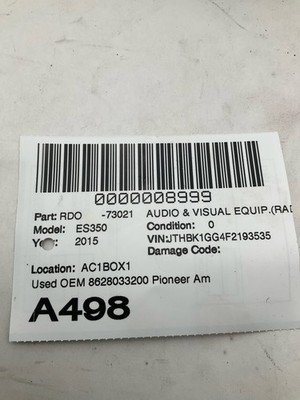 0000008999
Part: RDO -73021 AUDIO & VISUAL EQUIP.(RAD
Model: ES350 Condition: 0
2015 VIN:JTHBK1GG4F2193535
Damage Code:
Location: AC1BOX1
Used OEM 8628033200 Pioneer Am
A498